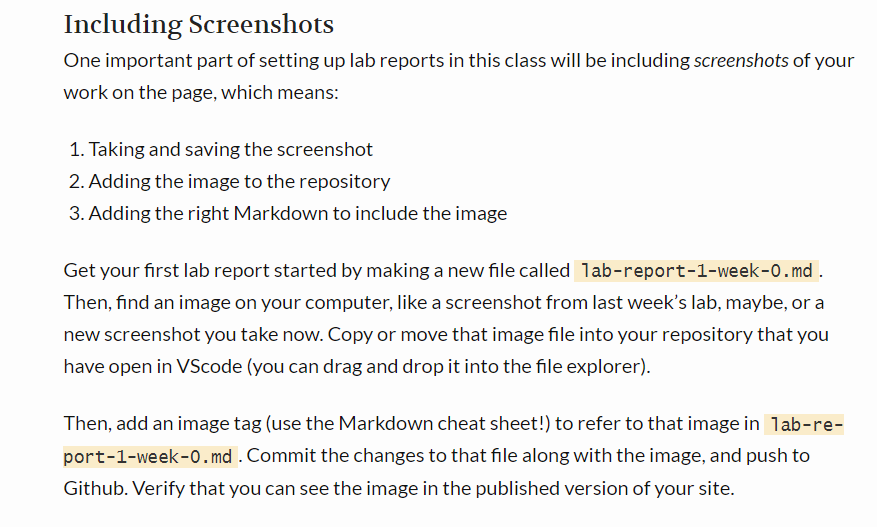 Including Screenshots
One important part of setting up lab reports in this class will be including screenshots of your
work on the page, which means:
1. Taking and saving the screenshot
2. Adding the image to the repository
3. Adding the right Markdown to include the image
Get your first lab report started by making a new file called lab-report-1-week-0.md.
Then, find an image on your computer, like a screenshot from last week’s lab, maybe, or a
new screenshot you take now. Copy or move that image file into your repository that you
have open in VScode (you can drag and drop it into the file explorer).
Then, add an image tag (use the Markdown cheat sheet!) to refer to that image in lab-re-
port-1-week-0.md. Commit the changes to that file along with the image, and push to
Github. Verify that you can see the image in the published version of your site.